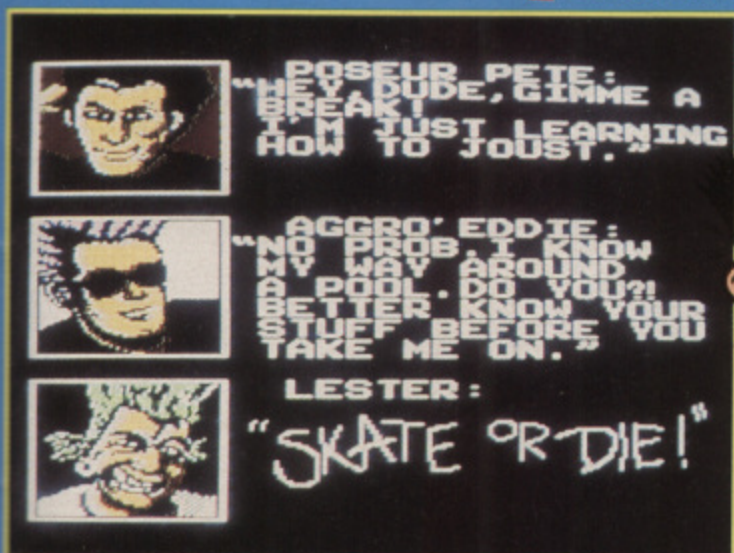 POSEUR PETE:
"HEY, DUDE, GIMME A
BREAK!
I'M JUST LEARNING
HOW TO JOUST."
AGGRO' EDDIE:
"NO PROB. I KNOW
MY WAY AROUND
A POOL. DO YOU?!
BETTER KNOW YOUR
STUFF BEFORE YOU
TAKE ME ON."
LESTER:
"SKATE OR DIE!"